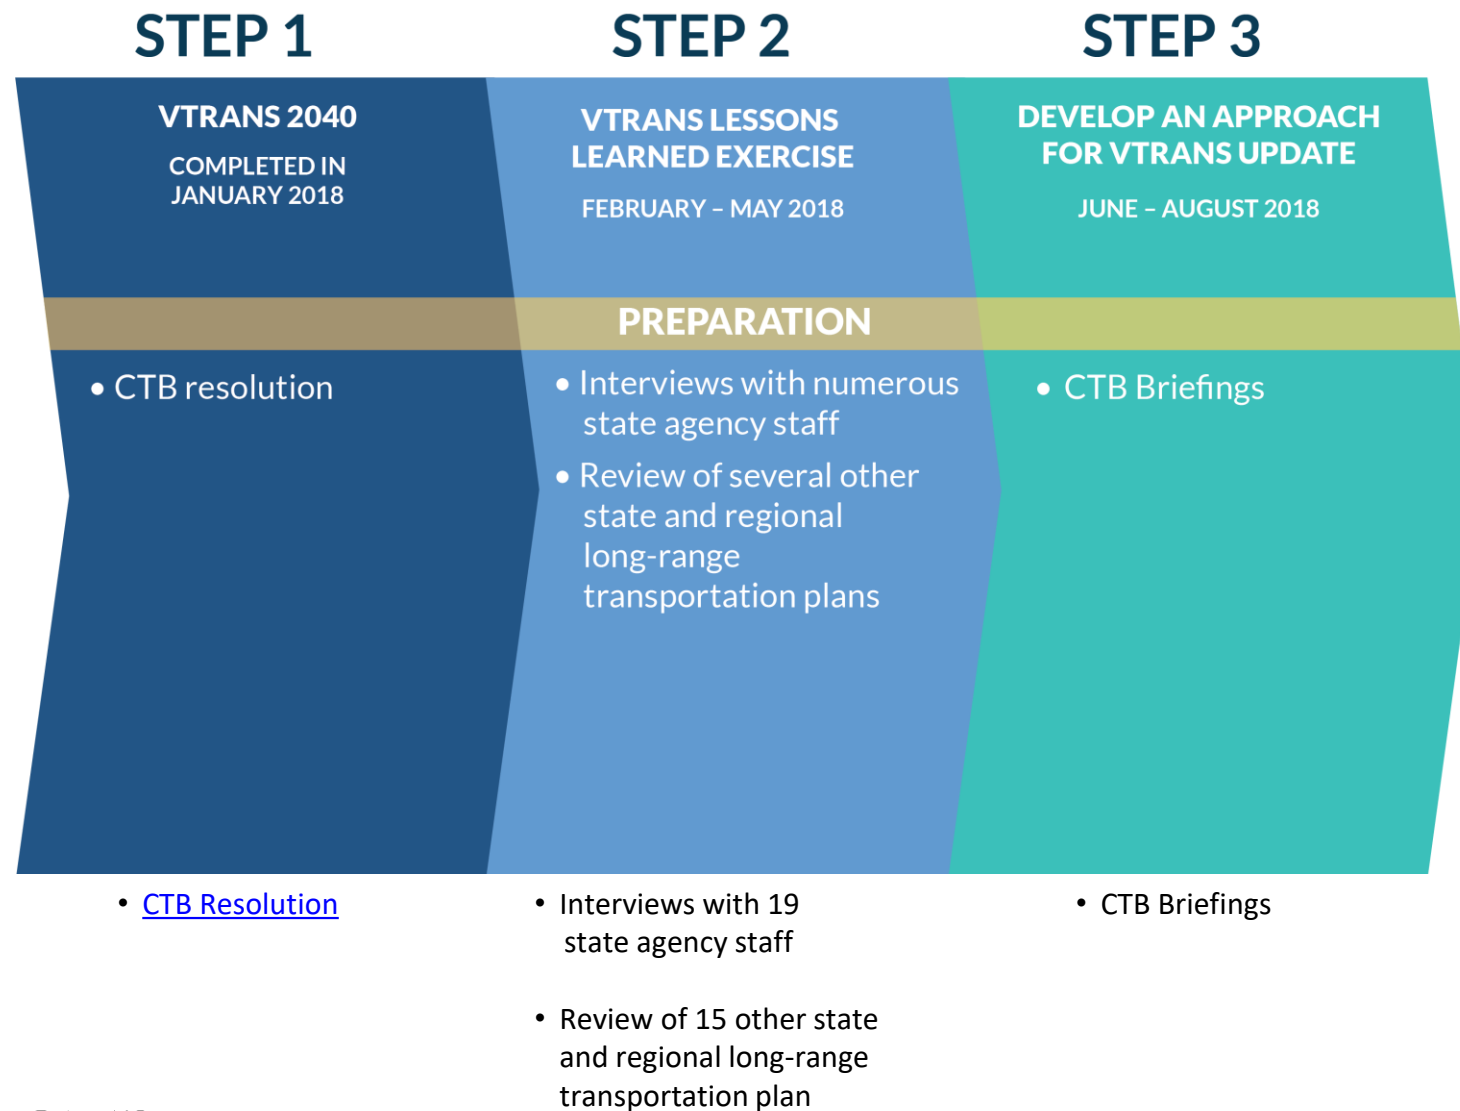 STEP 1
STEP 2
STEP 3
VTRANS 2040
COMPLETED IN
JANUARY 2018
VTRANS LESSONS
LEARNED EXERCISE
FEBRUARY – MAY 2018
DEVELOP AN APPROACH
FOR VTRANS UPDATE
JUNE – AUGUST 2018
PREPARATION
• CTB resolution
• Interviews with numerous
state agency staff
• Review of several other
state and regional
long-range
transportation plans
• CTB Briefings
• CTB Resolution
• Interviews with 19
state agency staff
• Review of 15 other state
and regional long-range
transportation plan
• CTB Briefings